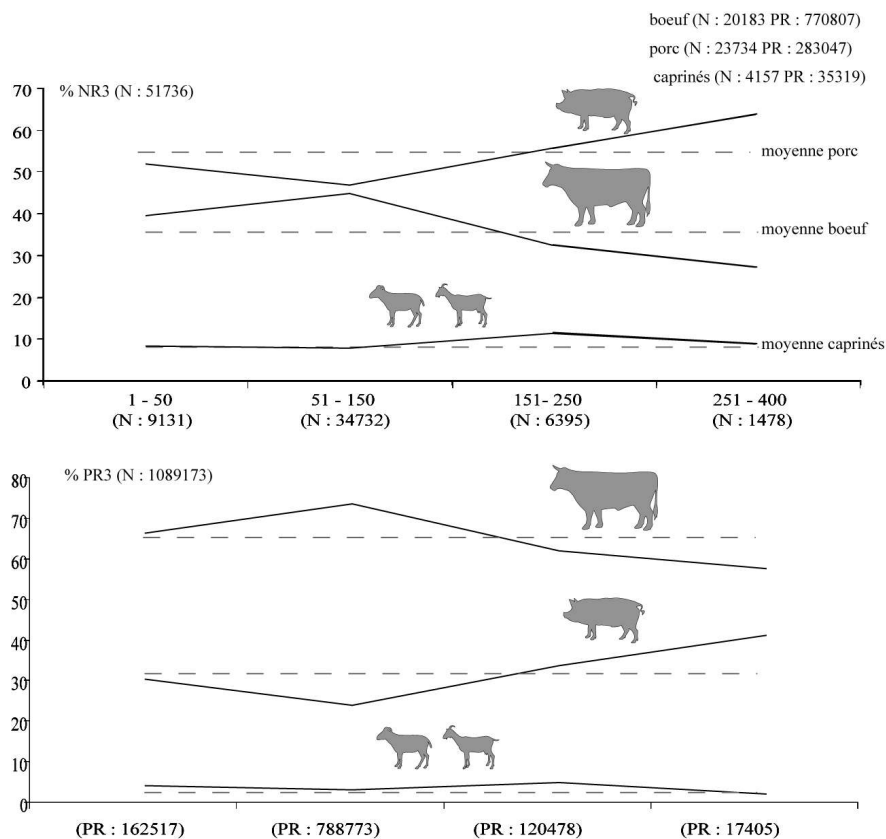 boeuf (N : 20183 PR : 770807)
porc (N : 23734 PR : 283047)
caprinés (N : 4157 PR : 35319)
70
% NR3 (N : 51736)
60
moyenne porc
50
40
moyenne boeuf
30
20
10
moyenne caprinés
0
1 - 50
51 - 150
151- 250
251 - 400
(N : 9131)
(N : 34732)
(N : 6395)
(N : 1478)
80
% PR3 (N : 1089173)
70
60
50
40
30
20
10
0
(PR : 162517)
(PR : 788773)
(PR : 120478)
(PR : 17405)